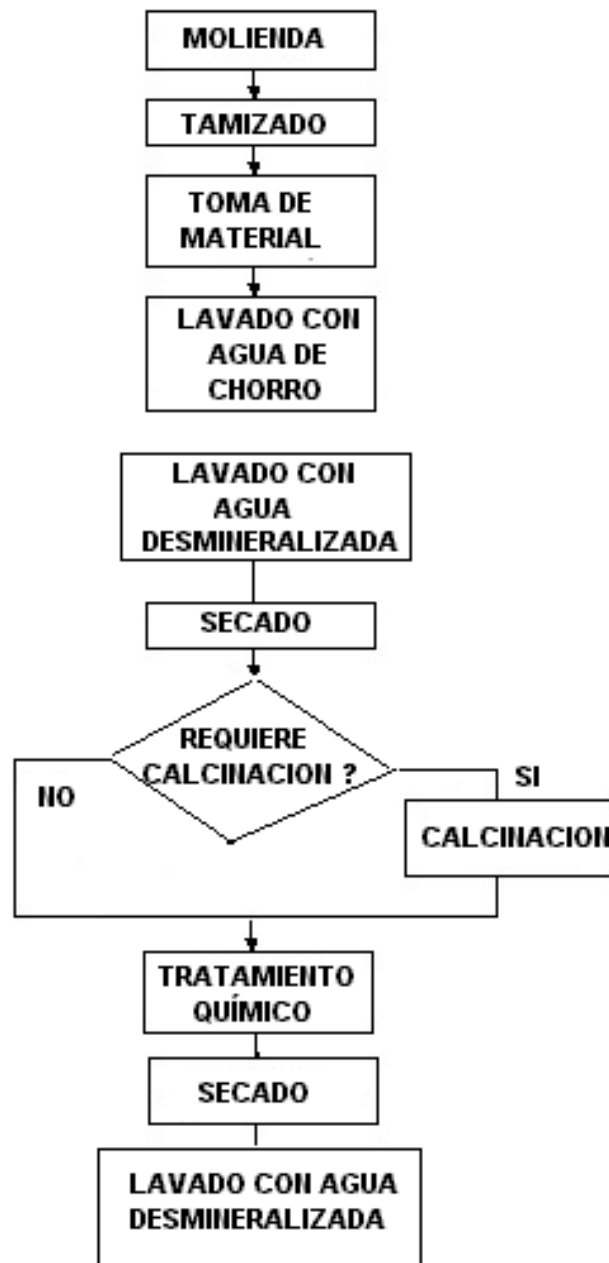 MOLIENDA
TAMIZADO
TOMA DE
MATERIAL
LAVADO CON
AGUA DE
CHORRO
LAVADO CON
AGUA
DESMINERALIZADA
SECADO
REQUIERE
CALCINACION ?
NO
SI
CALCINACION
TRATAMIENTO
QUÍMICO
SECADO
LAVADO CON AGUA
DESMINERALIZADA